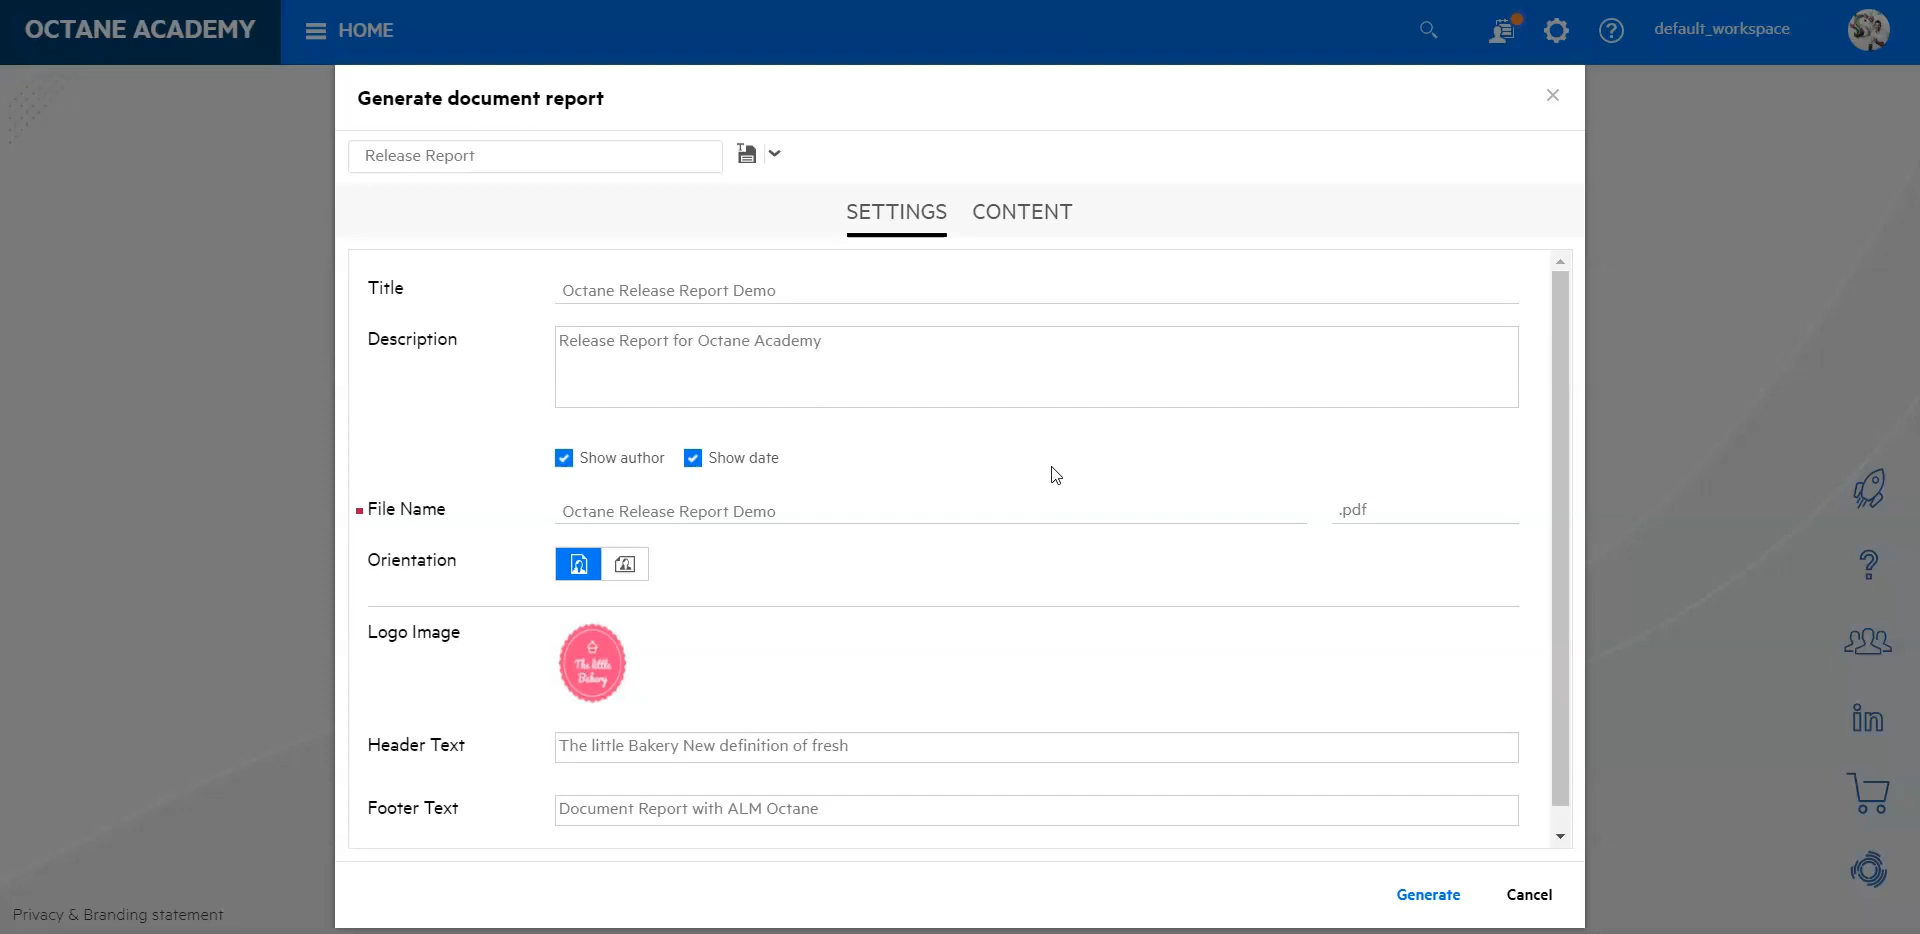 OCTANE ACADEMY
HOME
default_workspace
Generate document report
Release Report
SETTINGS CONTENT
Title
Octane Release Report Demo
Description
Release Report for Octane Academy
Show author
Show date
File Name
Octane Release Report Demo
.pdf
Orientation
Logo Image
The little
Bakery
Header Text
The little Bakery New definition of fresh
Footer Text
Document Report with ALM Octane
Generate
Cancel
Privacy & Branding statement